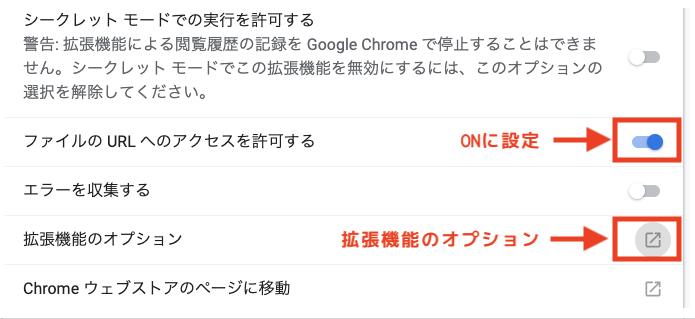 シークレット モードでの実行を許可する
警告: 拡張機能による閲覧履歴の記録を Google Chrome で停止することはできま
せん。シークレット モードでこの拡張機能を無効にするには、このオプションの
選択を解除してください。
ファイルの URL へのアクセスを許可する
ONに設定
エラーを収集する
拡張機能のオプション
拡張機能のオプション
Chrome ウェブストアのページに移動